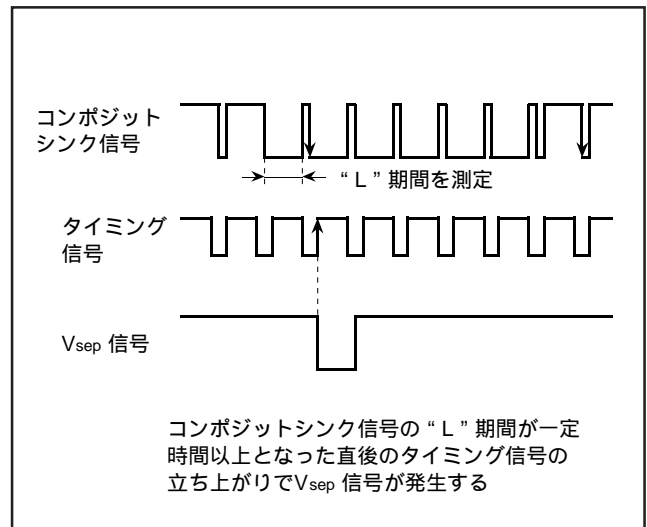 コンポジット
シンク信号
“L”期間を測定
タイミング
信号
Vsep 信号
コンポジットシンク信号の“L”期間が一定
時間以上となった直後のタイミング信号の
立ち上がりでVsep 信号が発生する